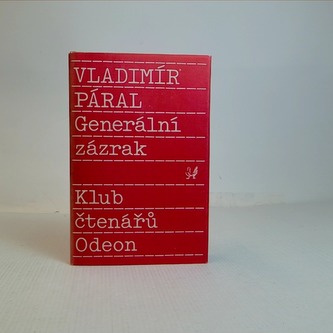 VLADIMÍR
PÁRAL
Generální
zázrak
Klub
čtenářů
Odeon